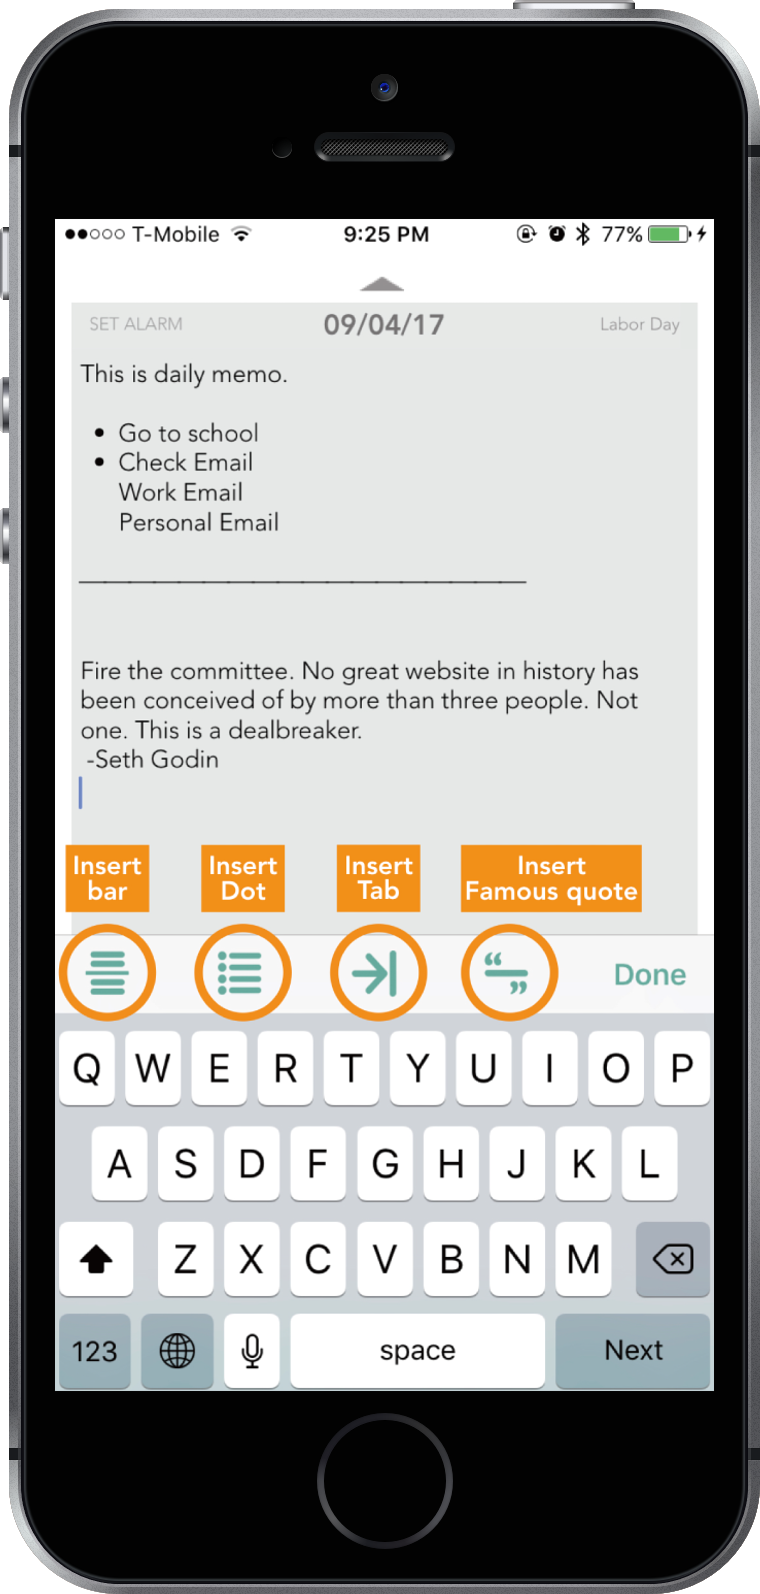 T-Mobile 9:25 PM 77%
SET ALARM 09/04/17 Labor Day
This is daily memo.
• Go to school
• Check Email
Work Email
Personal Email
Fire the committee. No great website in history has
been conceived of by more than three people. Not
one. This is a dealbreaker.
-Seth Godin
Insert
bar
Insert
Dot
Insert
Tab
Insert
Famous quote
Done
Q W E R T Y U I O P
A S D F G H J K L
Z X C V B N M
123 space Next